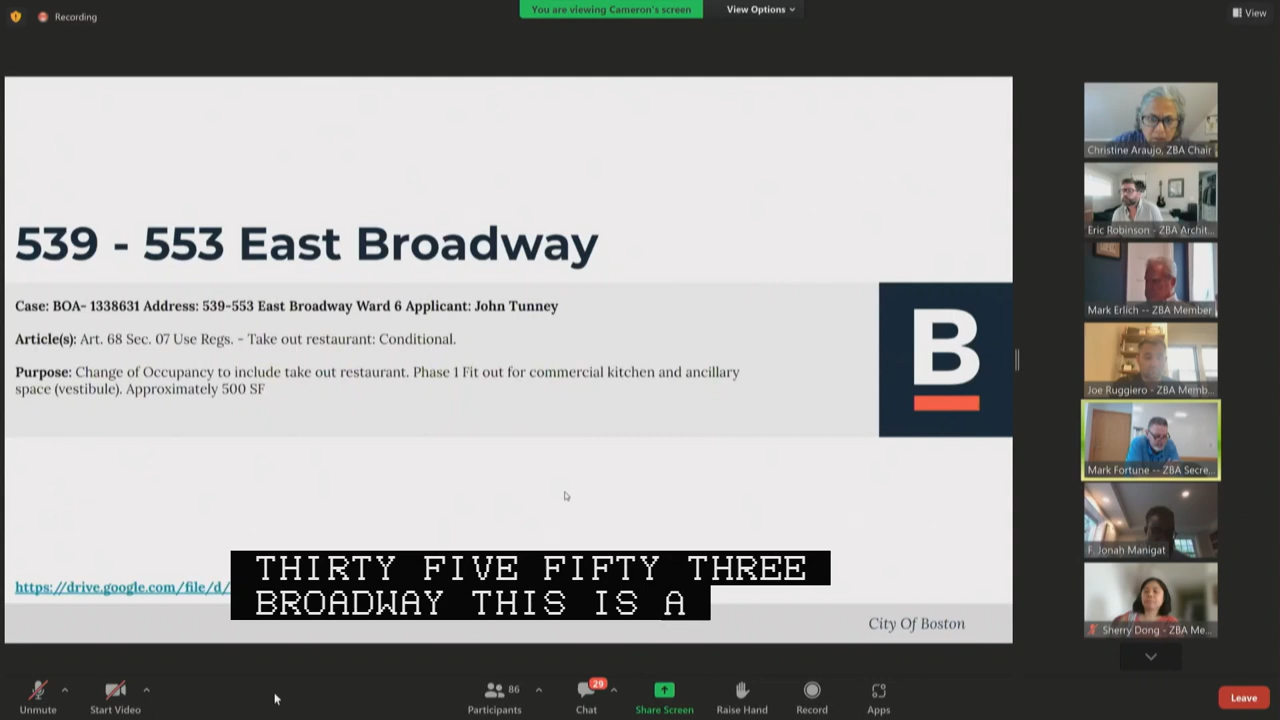 Recording
You are viewing Cameron's screen
View Options
View
539 - 553 East Broadway
Case: BOA- 1338631 Address: 539-553 East Broadway Ward 6 Applicant: John Tunney
Article(s): Art. 68 Sec. 07 Use Regs. - Take out restaurant: Conditional.
Purpose: Change of Occupancy to include take out restaurant. Phase 1 Fit out for commercial kitchen and ancillary
space (vestibule). Approximately 500 SF
B
https://drive.google.com/file/d/
THIRTY FIVE FIFTY THREE
BROADWAY THIS IS A
City Of Boston
Christine Araujo, ZBA Chair
Eric Robinson - ZBA Archit...
Mark Erlich -- ZBA Member
Joe Ruggiero - ZBA Memb...
Mark Fortune -- ZBA Secre...
F. Jonah Manigat
Sherry Dong - ZBA Me...
Unmute
Start Video
86
Participants
29
Chat
Share Screen
Raise Hand
Record
Apps
Leave